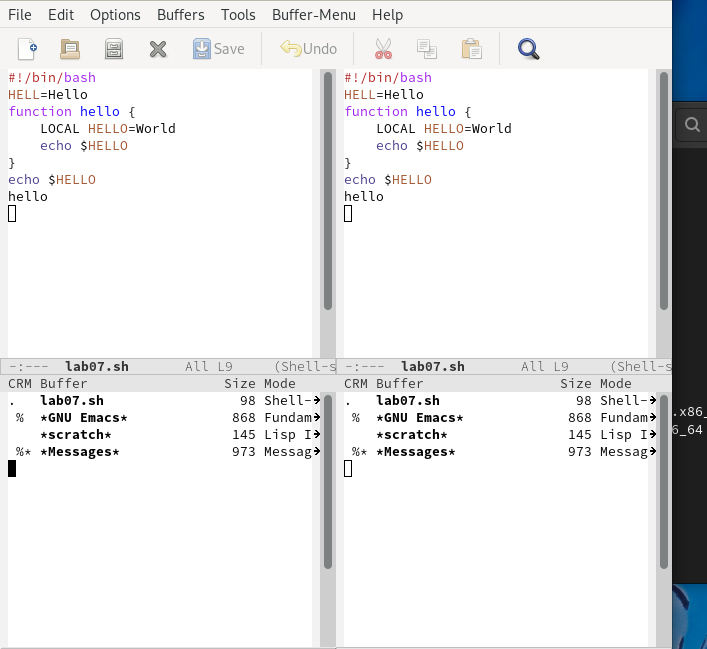 File Edit Options Buffers Tools Buffer-Menu Help
Save Undo
#!/bin/bash
HELL=Hello
function hello {
    LOCAL HELLO=World
    echo $HELLO
}
echo $HELLO
hello
-:--- lab07.sh All L9 (Shell-s
CRM Buffer Size Mode
. lab07.sh 98 Shell-
% *GNU Emacs* 868 Fundam
*scratch* 145 Lisp I
%* *Messages* 973 Messag
#!/bin/bash
HELL=Hello
function hello {
    LOCAL HELLO=World
    echo $HELLO
}
echo $HELLO
hello
-:--- lab07.sh All L9 (Shell-s
CRM Buffer Size Mode
. lab07.sh 98 Shell-
% *GNU Emacs* 868 Fundam
*scratch* 145 Lisp I
%* *Messages* 973 Messag
.x86_
6_64